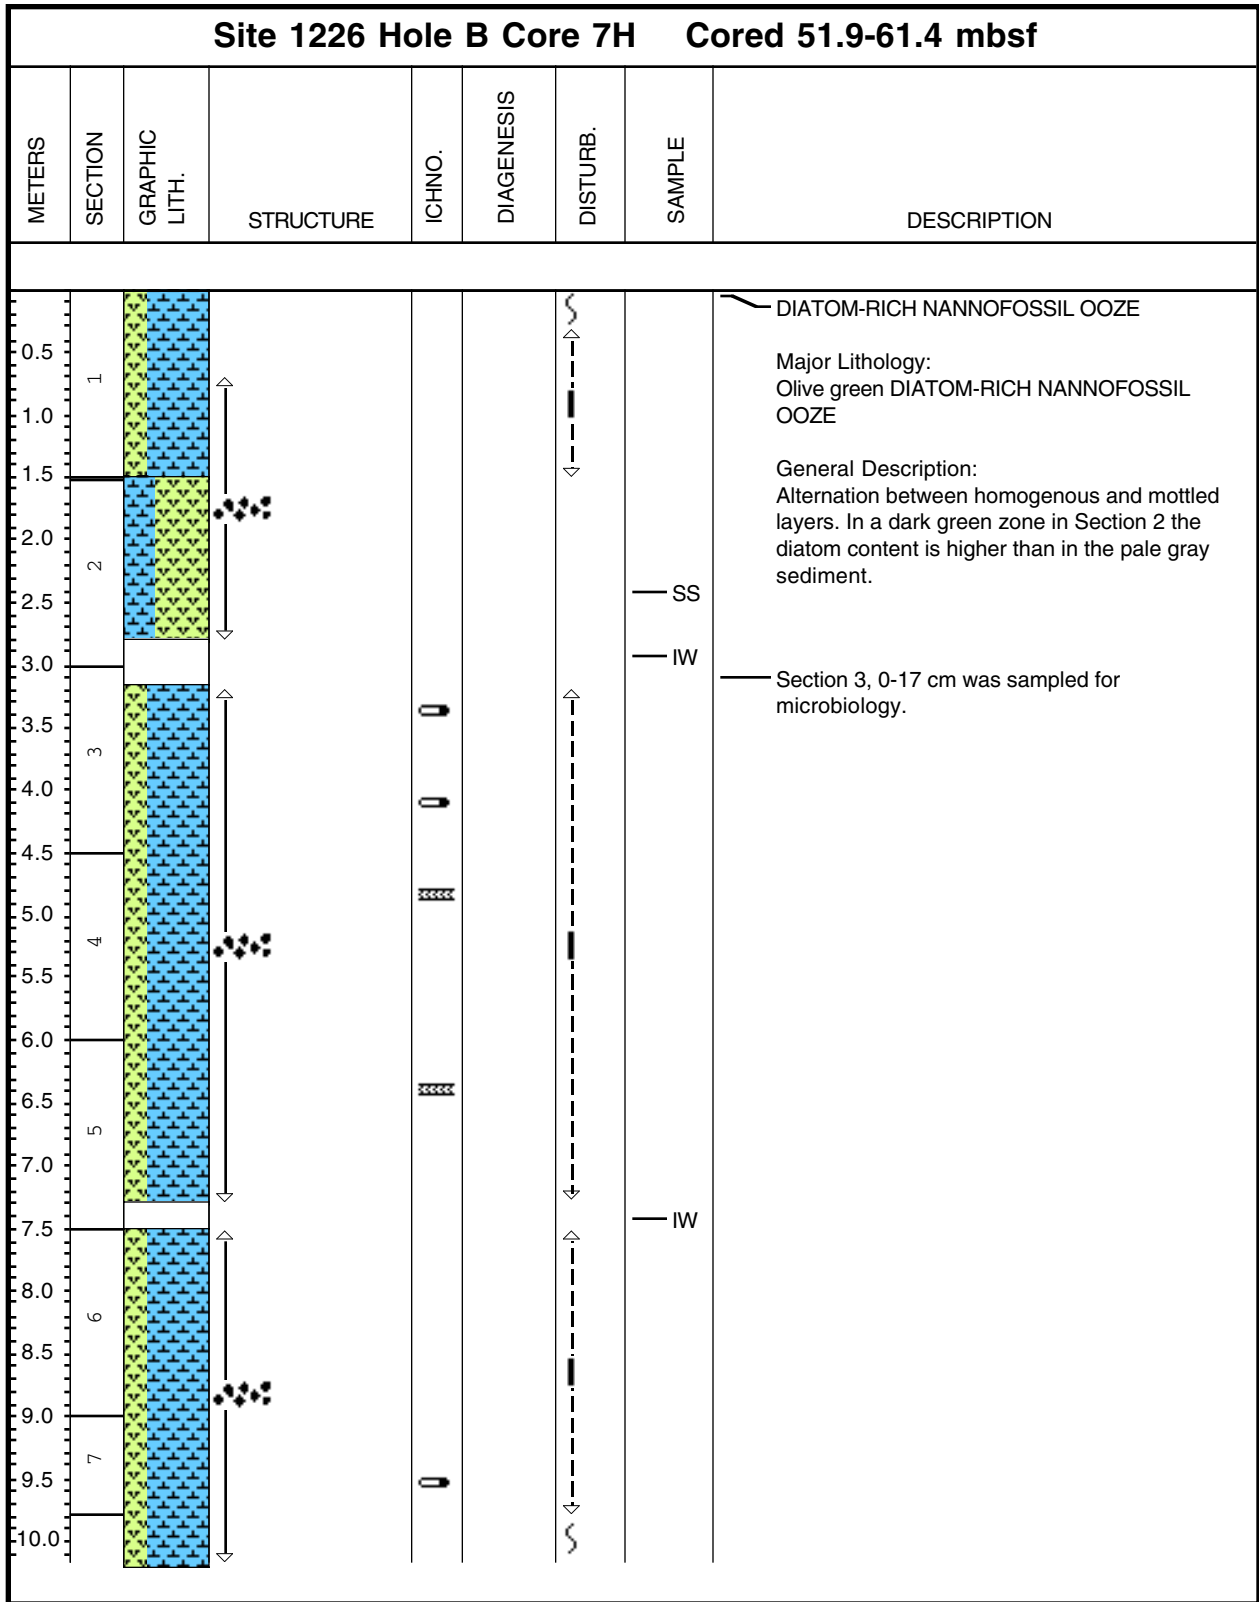 Site 1226 Hole B Core 7H Cored 51.9-61.4 mbsf
METERS
SECTION
GRAPHIC
LITH.
STRUCTURE
ICHNO.
DIAGENESIS
DISTURB.
SAMPLE
DESCRIPTION
DIATOM-RICH NANNOFOSSIL OOZE
0.5
Major Lithology:
1
Olive green DIATOM-RICH NANNOFOSSIL
1.0
OOZE
1.5
General Description:
Alternation between homogenous and mottled
layers. In a dark green zone in Section 2 the
2.0
diatom content is higher than in the pale gray
2
sediment.
2.5
SS
3.0
IW
Section 3, 0-17 cm was sampled for
microbiology.
3.5
3
4.0
4.5
5.0
4
5.5
6.0
6.5
5
7.0
7.5
IW
8.0
6
8.5
9.0
7
9.5
10.0